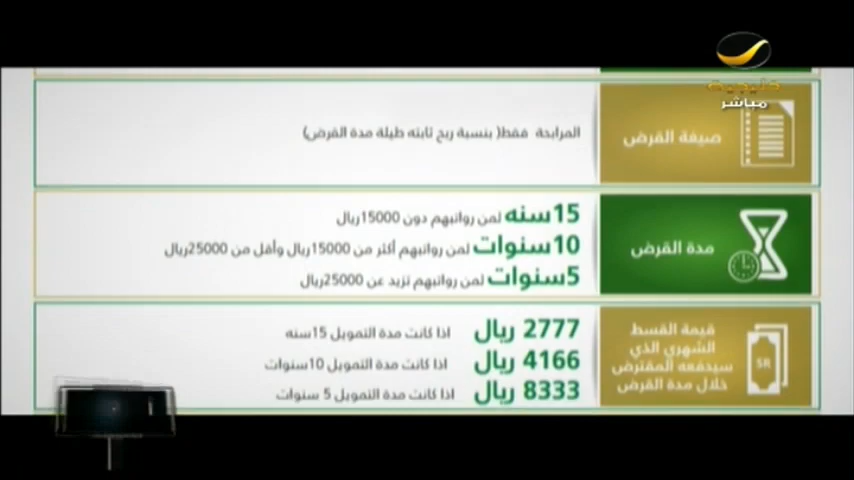 خليجية
مباشر
صيغة القرض
المرابحة فقط( بنسبة ربح ثابته طيلة مدة القرض)
مدة القرض
15سنه لمن رواتبهم دون 15000ريال
10سنوات لمن رواتبهم أكثر من 15000ريال وأقل من 25000ريال
5سنوات لمن رواتبهم تزيد عن 25000ريال
قيمة القسط
الشهري الذي
سيدفعه المقترض
خلال مدة القرض
SR
2777 ريال اذا كانت مدة التمويل 15سنه
4166 ريال اذا كانت مدة التمويل 10سنوات
8333 ريال اذا كانت مدة التمويل 5 سنوات